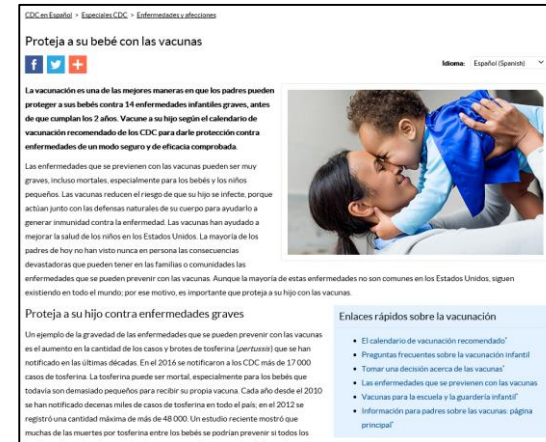 CDC en Español > Especiales CDC > Enfermedades y afecciones
Proteja a su bebé con las vacunas
Idioma: Español (Spanish)
La vacunación es una de las mejores maneras en que los padres pueden
proteger a sus bebés contra 14 enfermedades infantiles graves, antes
de que cumplan los 2 años. Vacune a su hijo según el calendario de
vacunación recomendado de los CDC para darle protección contra
enfermedades de un modo seguro y de eficacia comprobada.
Las enfermedades que se previenen con las vacunas pueden ser muy
graves, incluso mortales, especialmente para los bebés y los niños
pequeños. Las vacunas reducen el riesgo de que su hijo se infecte, porque
actúan junto con las defensas naturales de su cuerpo para ayudarlo a
generar inmunidad contra la enfermedad. Las vacunas han ayudado a
mejorar la salud de los niños en los Estados Unidos. La mayoría de los
padres de hoy no han visto nunca en persona las consecuencias
devastadoras que pueden tener en las familias o comunidades las
enfermedades que se pueden prevenir con las vacunas. Aunque la mayoría de estas enfermedades no son comunes en los Estados Unidos, siguen
existiendo en todo el mundo; por ese motivo, es importante que proteja a su hijo con las vacunas.
Proteja a su hijo contra enfermedades graves
Un ejemplo de la gravedad de las enfermedades que se pueden prevenir con las vacunas
es el aumento en la cantidad de los casos y brotes de tosferina (pertussis) que se han
notificado en las últimas décadas. En el 2016 se notificaron a los CDC más de 17 000
casos de tosferina. La tosferina puede ser mortal, especialmente para los bebés que
todavía son demasiado pequeños para recibir su propia vacuna. Cada año desde el 2010
se han notificado decenas miles de casos de tosferina en todo el país; en el 2012 se
registró una cantidad máxima de más de 48 000. Un estudio reciente mostró que
muchas de las muertes por tosferina entre los bebés se podrían prevenir si todos los
Enlaces rápidos sobre la vacunación
• El calendario de vacunación recomendado*
• Preguntas frecuentes sobre la vacunación infantil
• Tomar una decisión acerca de las vacunas*
• Las enfermedades que se previenen con las vacunas
• Vacunas para la escuela y la guardería infantil*
• Información para padres sobre las vacunas: página
principal*